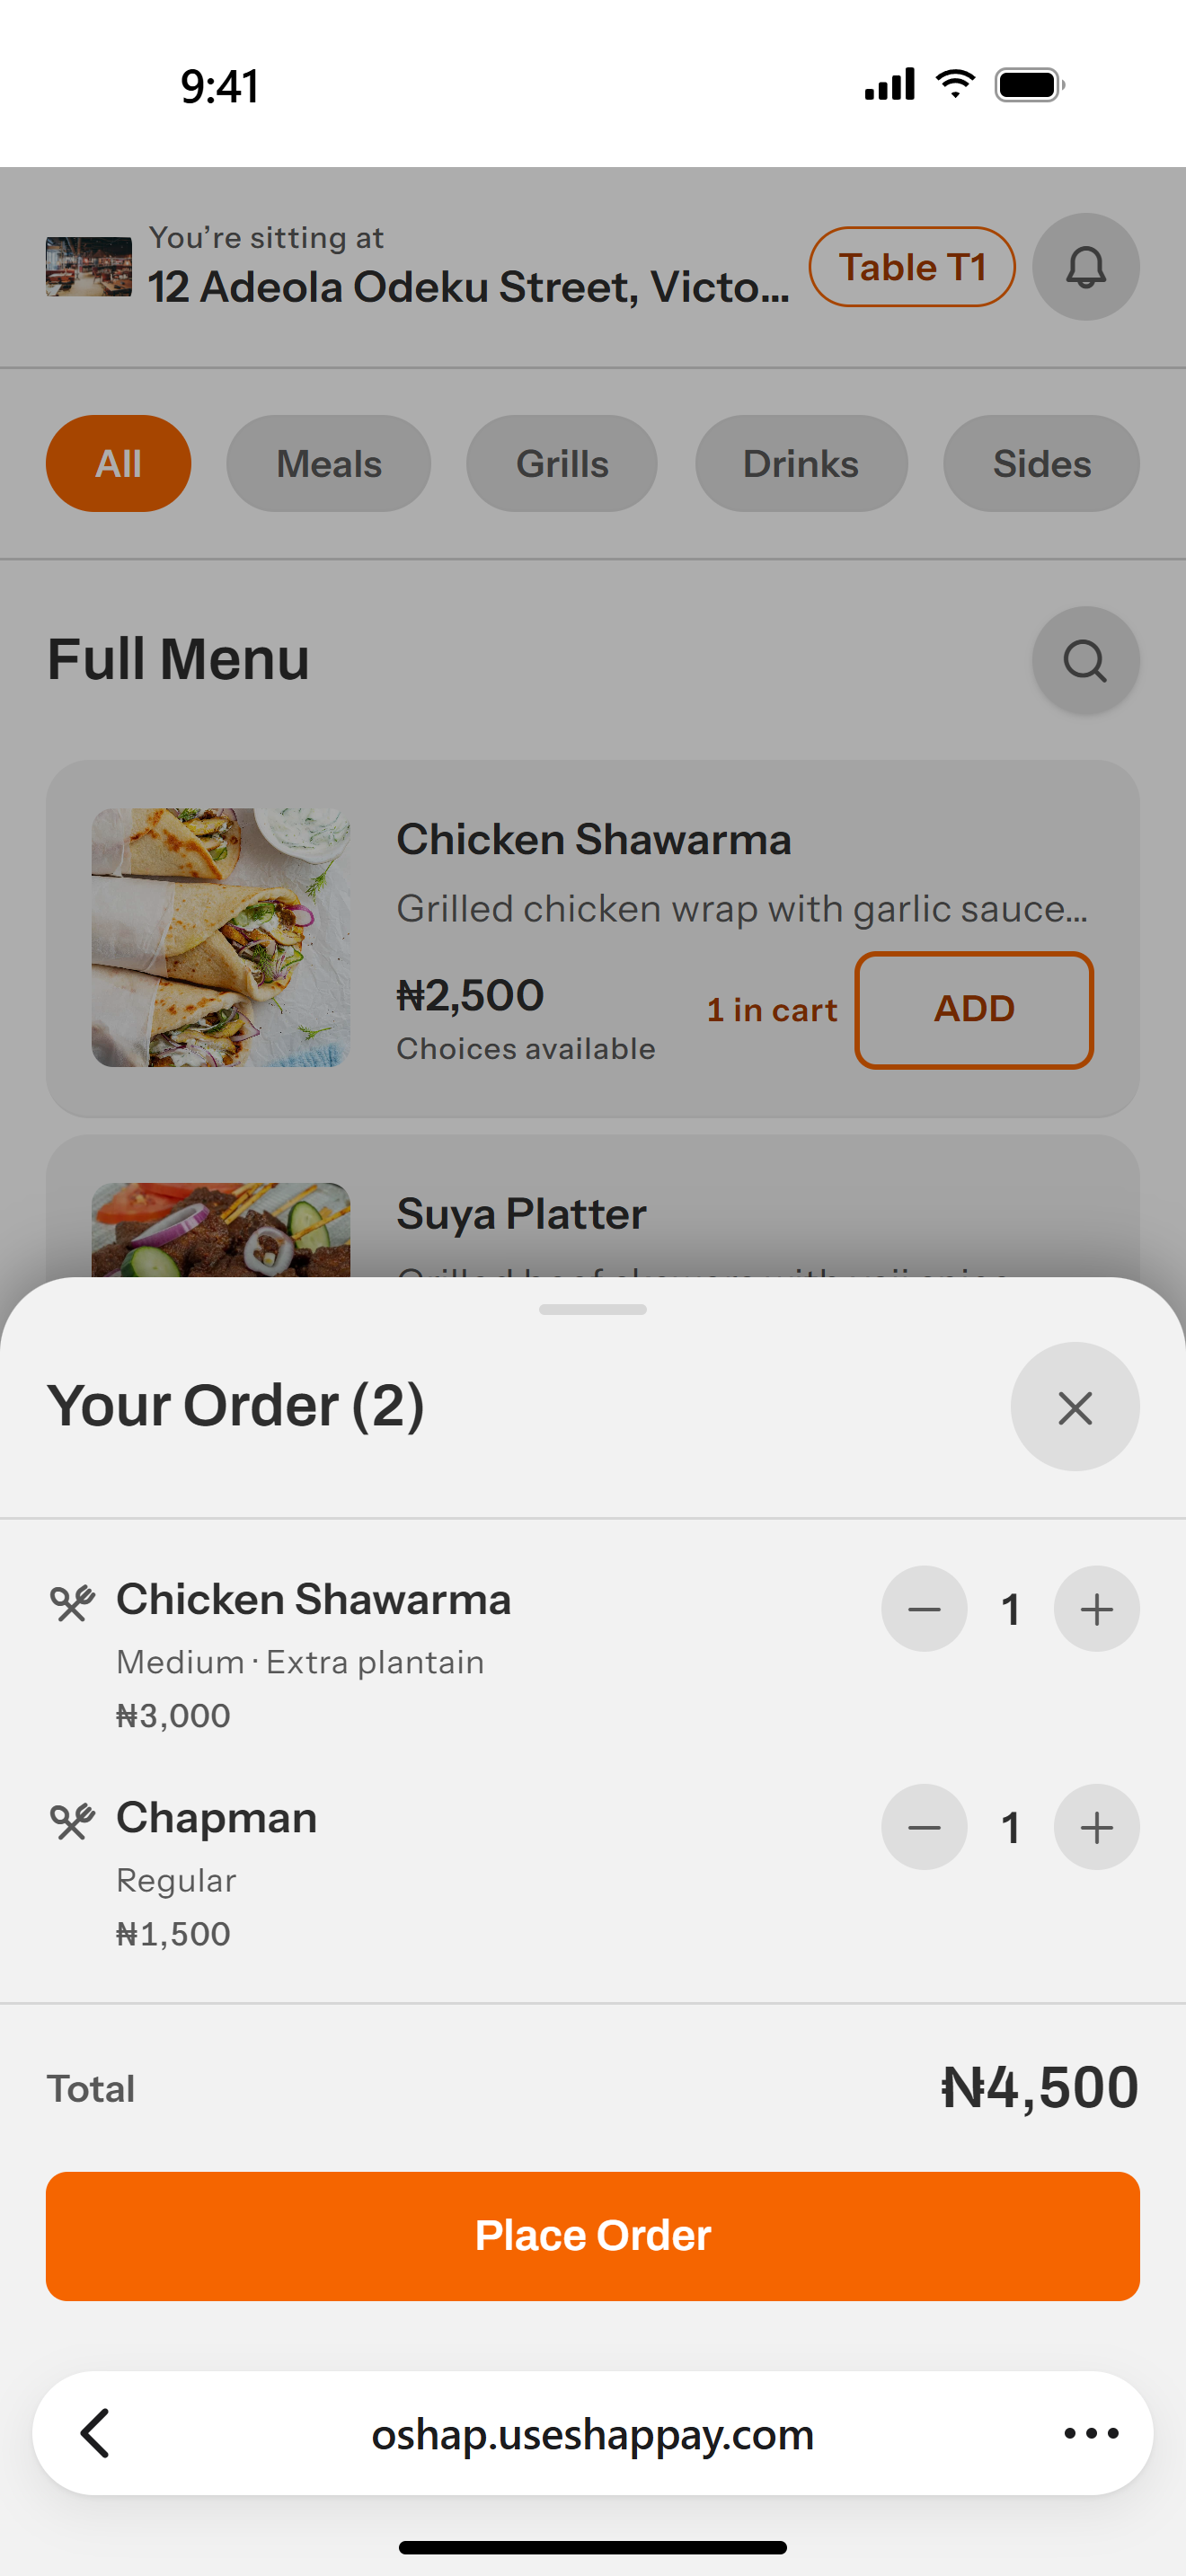 9:41
You're sitting at
12 Adeola Odeku Street, Victo...
Table T1
All
Meals
Grills
Drinks
Sides
Full Menu
Chicken Shawarma
Grilled chicken wrap with garlic sauce...
₦2,500
Choices available
1 in cart
ADD
Suya Platter
Your Order (2)
Chicken Shawarma
Medium · Extra plantain
₦3,000
1
Chapman
Regular
₦1,500
1
Total
₦4,500
Place Order
oshap.useshappay.com